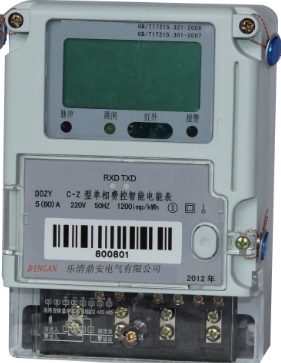 GB/T17215.321-2008
GB/T17215.301-2007
脉冲 跳闸 红外 报警
RXD TXD
DDZY C-Z 型单相费控智能电能表
5(60)A 220V 50HZ 1200imp/kWh ①
800801
DINGAN 乐清鼎安电气有限公司
2012年